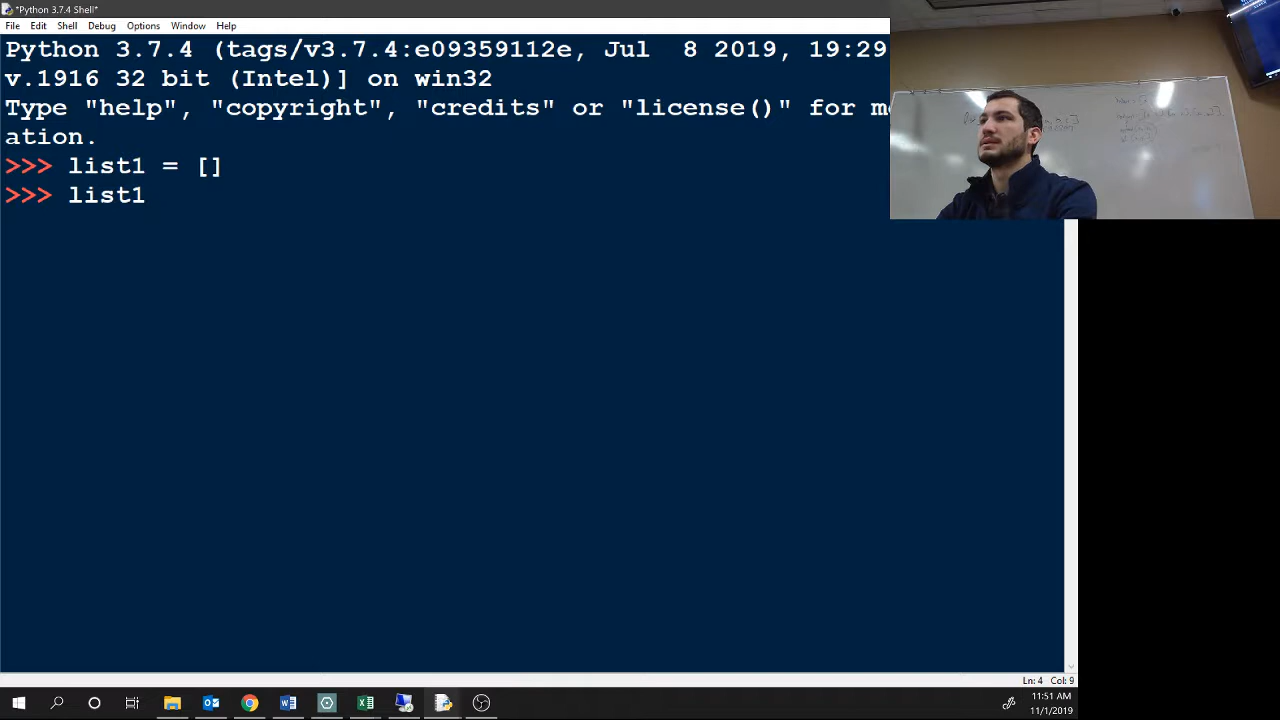 *Python 3.7.4 Shell*
File Edit Shell Debug Options Window Help
Python 3.7.4 (tags/v3.7.4:e09359112e, Jul 8 2019, 19:29
v.1916 32 bit (Intel)] on win32
Type "help", "copyright", "credits" or "license()" for
ation.
>>> list1 = []
>>> list1
Ln: 4 Col: 9
11:51 AM
11/1/2019